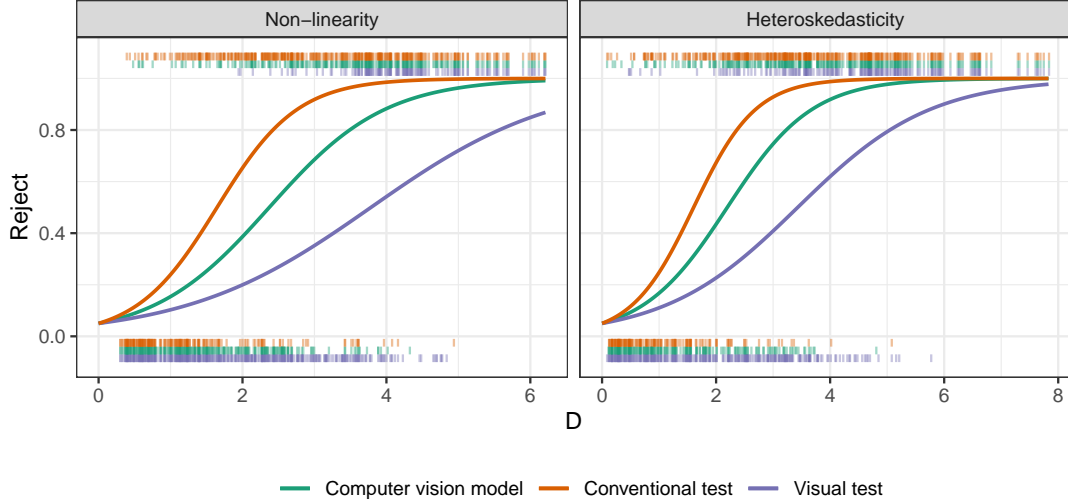 Non−linearity
Heteroskedasticity
Reject
0.8
0.4
0.0
0 2 4 6
0 2 4 6 8
D
Computer vision model Conventional test Visual test